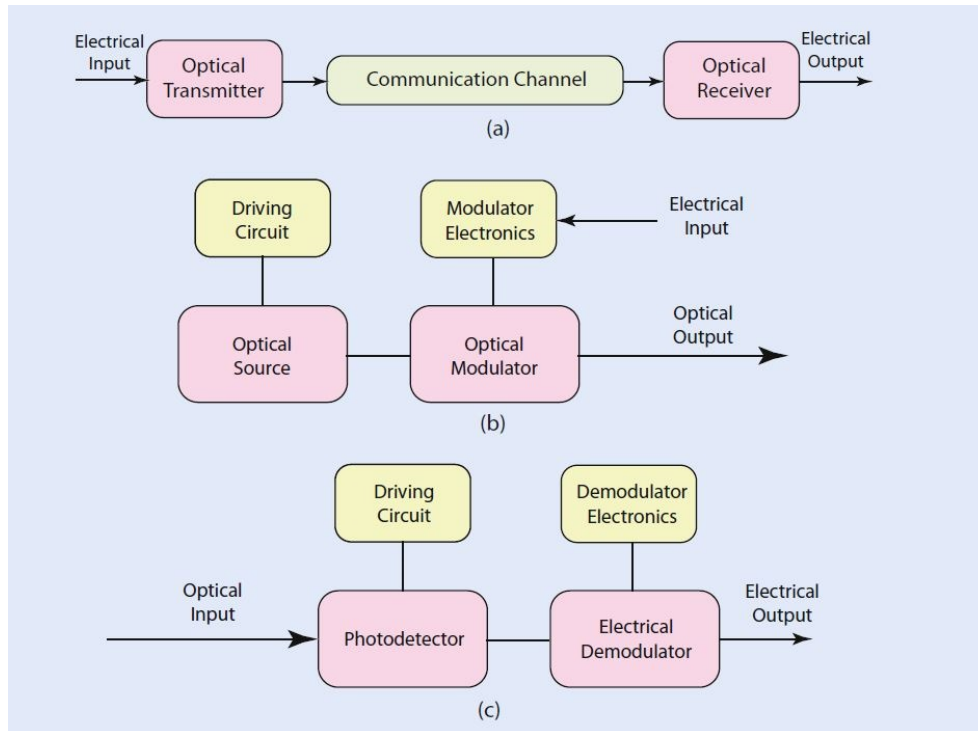 Electrical
Input
Optical
Transmitter
Communication Channel
Optical
Receiver
Electrical
Output
(a)
Driving
Circuit
Modulator
Electronics
Electrical
Input
Optical
Source
Optical
Modulator
Optical
Output
(b)
Driving
Circuit
Demodulator
Electronics
Optical
Input
Photodetector
Electrical
Demodulator
Electrical
Output
(c)